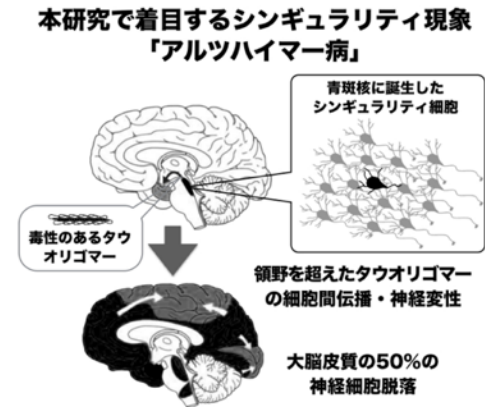 本研究で着目するシンギュラリティ現象
「アルツハイマー病」
青斑核に誕生した
シンギュラリティ細胞
毒性のあるタウ
オリゴマー
領野を超えたタウオリゴマー
の細胞間伝播・神経変性
大脳皮質の50%の
神経細胞脱落